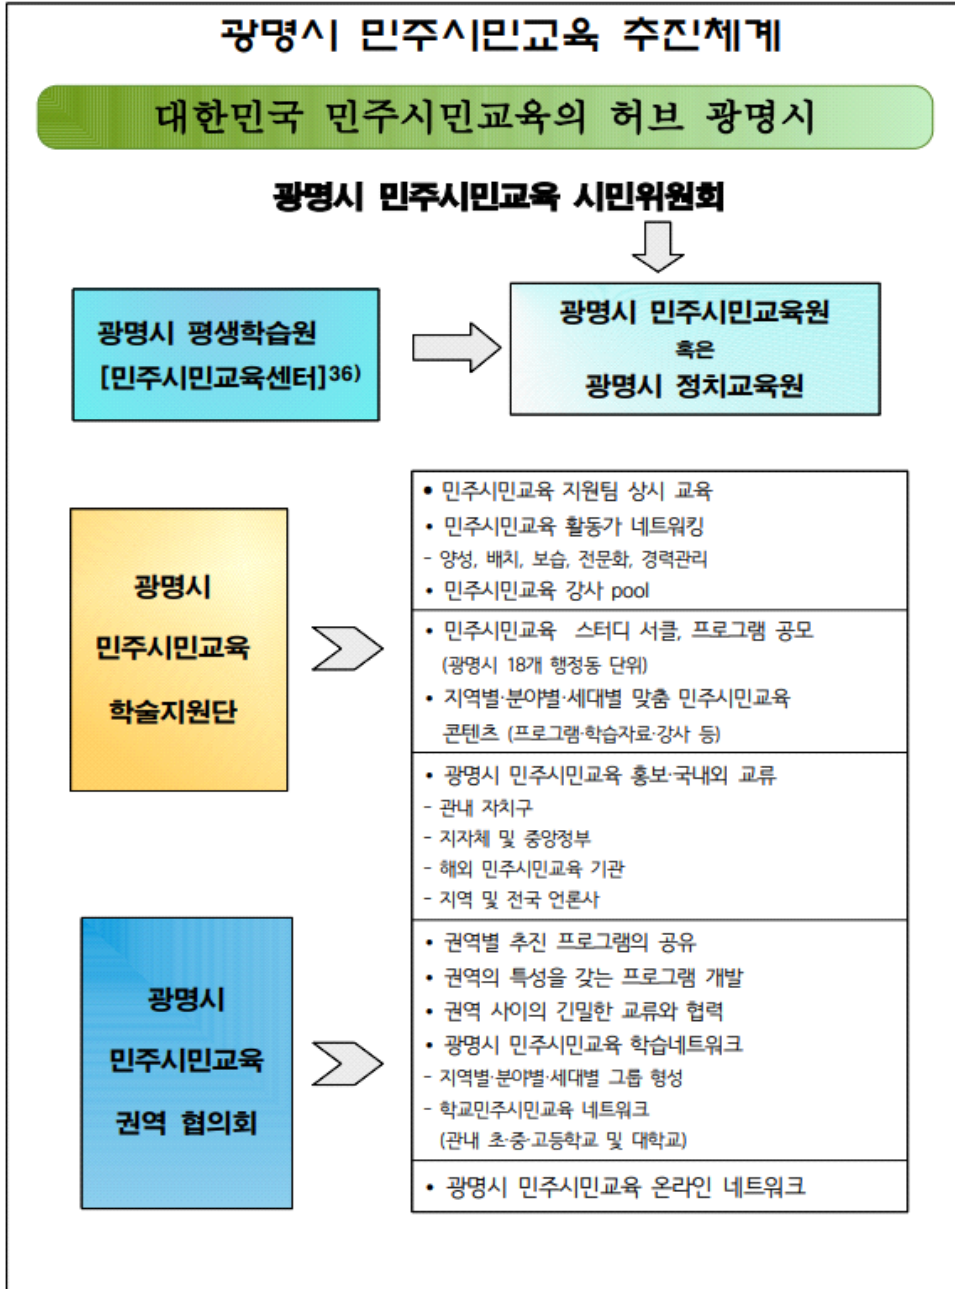 광명시 민주시민교육 추진체계
대한민국 민주시민교육의 허브 광명시
광명시 민주시민교육 시민위원회
광명시 평생학습원
[민주시민교육센터]36)
광명시 민주시민교육원
혹은
광명시 정치교육원
광명시
민주시민교육
학술지원단
• 민주시민교육 지원팀 상시 교육
• 민주시민교육 활동가 네트워킹
- 양성, 배치, 보습, 전문화, 경력관리
• 민주시민교육 강사 pool
• 민주시민교육 스터디 서클, 프로그램 공모
(광명시 18개 행정동 단위)
• 지역별·분야별·세대별 맞춤 민주시민교육
콘텐츠 (프로그램·학습자료·강사 등)
• 광명시 민주시민교육 홍보·국내외 교류
- 관내 자치구
- 지자체 및 중앙정부
- 해외 민주시민교육 기관
- 지역 및 전국 언론사
광명시
민주시민교육
권역 협의회
• 권역별 추진 프로그램의 공유
• 권역의 특성을 갖는 프로그램 개발
• 권역 사이의 긴밀한 교류와 협력
• 광명시 민주시민교육 학습네트워크
- 지역별·분야별·세대별 그룹 형성
- 학교민주시민교육 네트워크
(관내 초·중·고등학교 및 대학교)
• 광명시 민주시민교육 온라인 네트워크